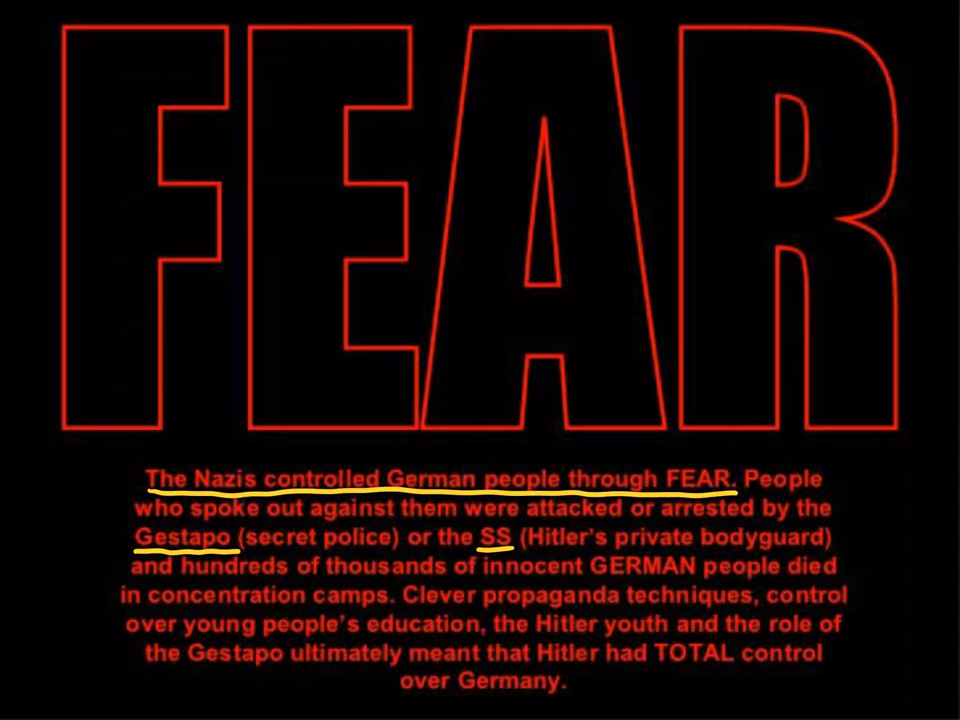 FEAR
The Nazis controlled German people through FEAR. People
who spoke out against them were attacked or arrested by the
Gestapo (secret police) or the SS (Hitler's private bodyguard)
and hundreds of thousands of innocent GERMAN people died
in concentration camps. Clever propaganda techniques, control
over young people's education, the Hitler youth and the role of
the Gestapo ultimately meant that Hitler had TOTAL control
over Germany.